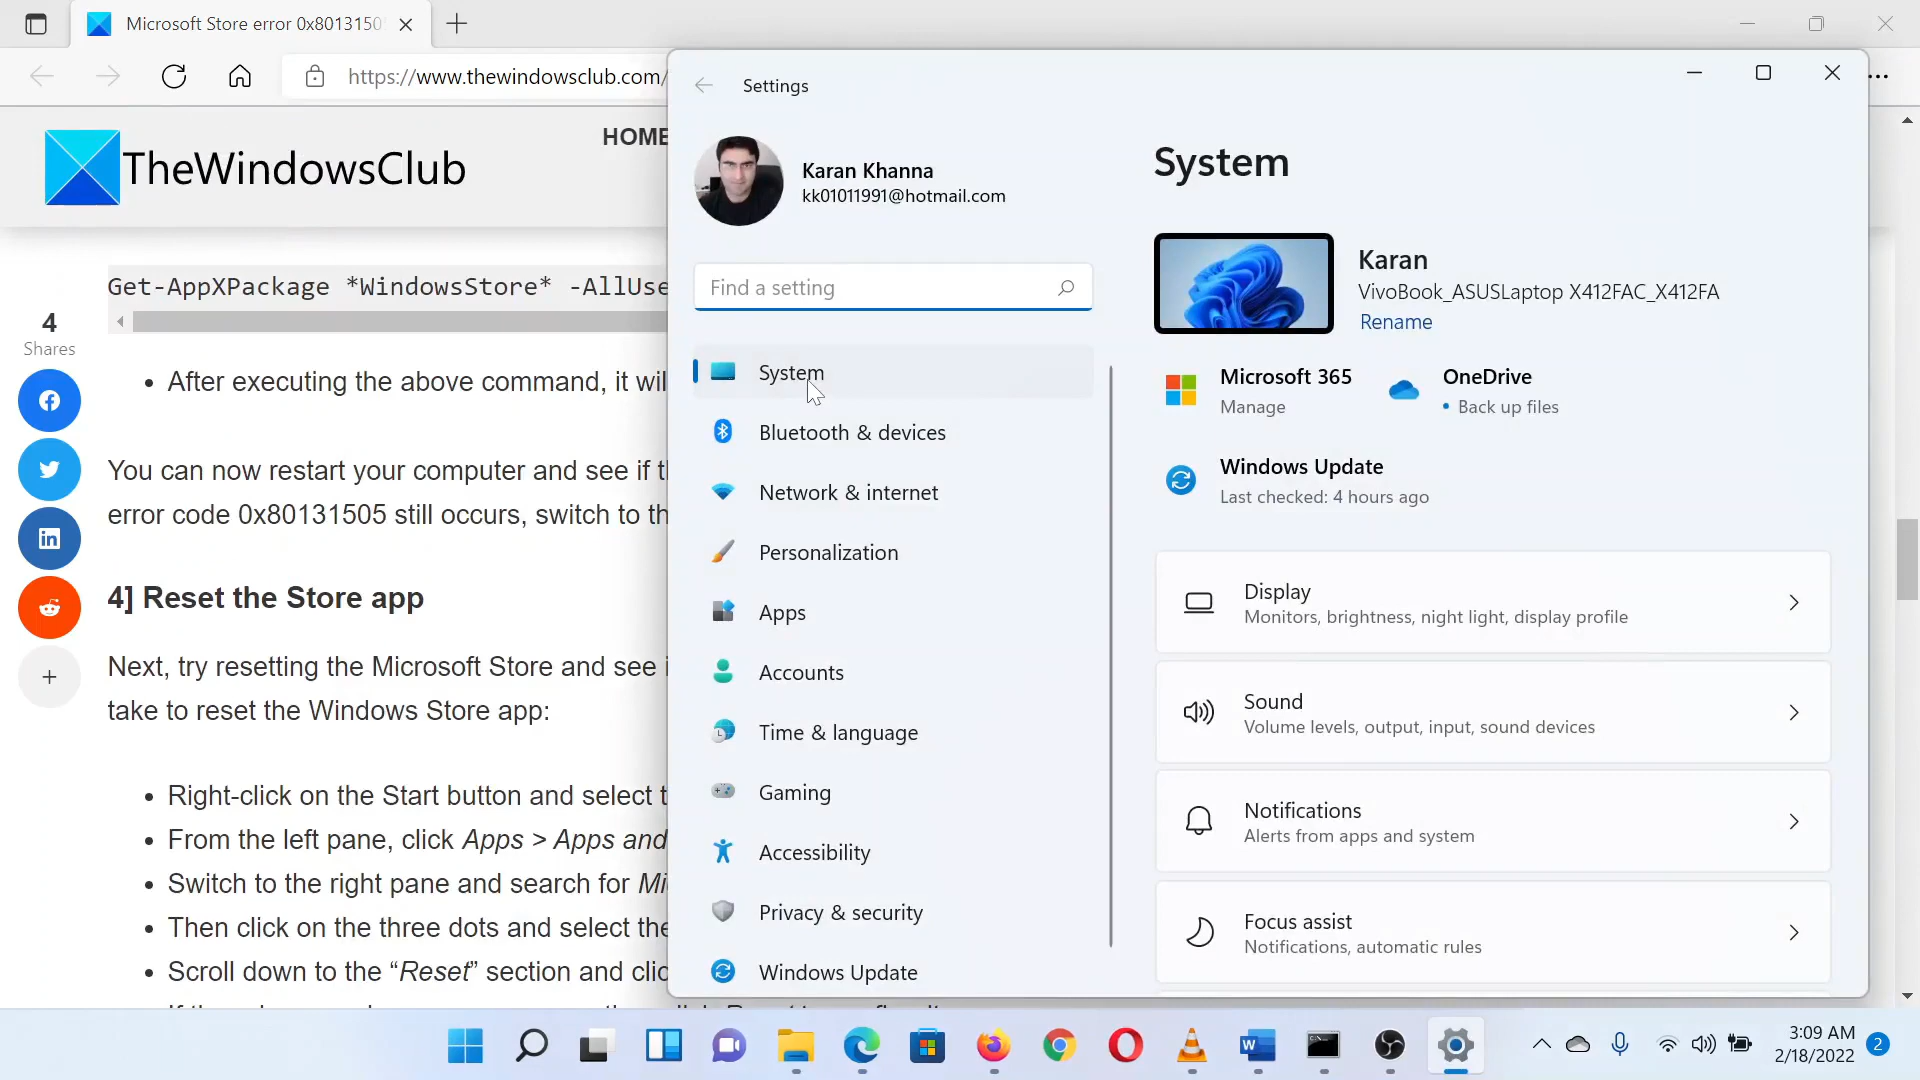 Microsoft Store error 0x8013150
https://www.thewindowsclub.com/
TheWindowsClub
HOME
Get-AppXPackage *WindowsStore* -AllUse
4
Shares
After executing the above command, it wil
You can now restart your computer and see if t
error code 0x80131505 still occurs, switch to th
4] Reset the Store app
Next, try resetting the Microsoft Store and see i
take to reset the Windows Store app:
Right-click on the Start button and select t
From the left pane, click Apps > Apps and
Switch to the right pane and search for Mi
Then click on the three dots and select the
Scroll down to the “Reset” section and clic
Settings
Karan Khanna
kk01011991@hotmail.com
Find a setting
System
Bluetooth & devices
Network & internet
Personalization
Apps
Accounts
Time & language
Gaming
Accessibility
Privacy & security
Windows Update
System
Karan
VivoBook_ASUSLaptop X412FAC_X412FA
Rename
Microsoft 365
Manage
OneDrive
• Back up files
Windows Update
Last checked: 4 hours ago
Display
Monitors, brightness, night light, display profile
Sound
Volume levels, output, input, sound devices
Notifications
Alerts from apps and system
Focus assist
Notifications, automatic rules
3:09 AM
2/18/2022
2